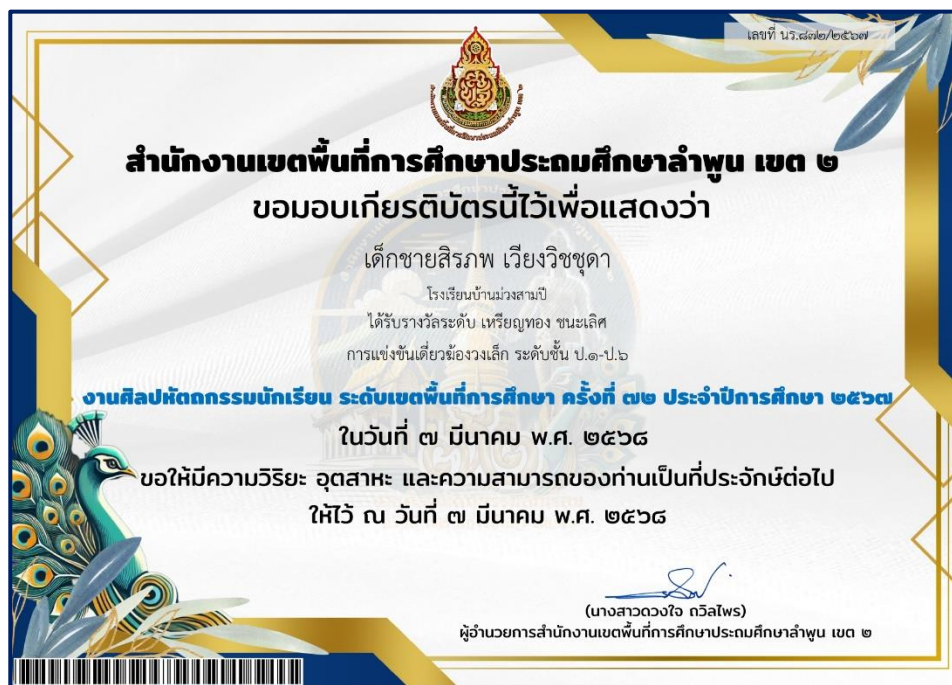 เลขที่ นร.๘๗๒/๒๕๖๗
สำนักงานเขตพื้นที่การศึกษาประถมศึกษาลำพูน เขต ๒
ขอมอบเกียรติบัตรนี้ไว้เพื่อแสดงว่า
เด็กชายสิรภพ เวียงวิชชุดา
โรงเรียนบ้านม่วงสามปี
ได้รับรางวัลระดับ เหรียญทอง ชนะเลิศ
การแข่งขันเดี่ยวฆ้องวงเล็ก ระดับชั้น ป.๑-ป.๖
งานศิลปหัตถกรรมนักเรียน ระดับเขตพื้นที่การศึกษา ครั้งที่ ๗๒ ประจำปีการศึกษา ๒๕๖๗
ในวันที่ ๗ มีนาคม พ.ศ. ๒๕๖๘
ขอให้มีความวิริยะ อุตสาหะ และความสามารถของท่านเป็นที่ประจักษ์ต่อไป
ให้ไว้ ณ วันที่ ๗ มีนาคม พ.ศ. ๒๕๖๘
(นางสาวดวงใจ ถวิลไพร)
ผู้อำนวยการสำนักงานเขตพื้นที่การศึกษาประถมศึกษาลำพูน เขต ๒